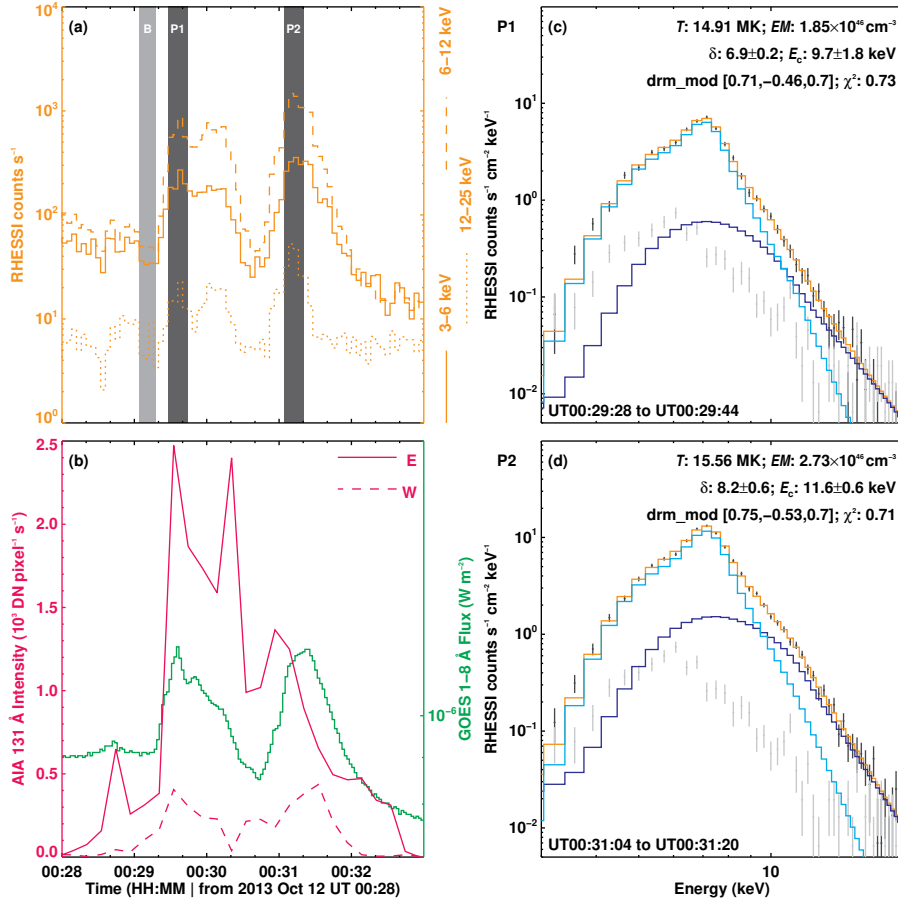 (a)
B
P1
P2
10⁴
10³
10²
10¹
10⁰
RHESSI counts s⁻¹
3–6 keV
12–25 keV
6–12 keV
P1
(c)
T: 14.91 MK; EM: 1.85×10⁴⁶cm⁻³
δ: 6.9±0.2; E_c: 9.7±1.8 keV
drm_mod [0.71,−0.46,0.7]; χ²: 0.73
10²
10¹
10⁰
10⁻¹
10⁻²
RHESSI counts s⁻¹ cm⁻² keV⁻¹
UT00:29:28 to UT00:29:44
(b)
E
W
2.5
2.0
1.5
1.0
0.5
0.0
AIA 131 Å Intensity (10³ DN pixel⁻¹ s⁻¹)
10⁻⁶
GOES 1–8 Å Flux (W m⁻²)
00:28
00:29
00:30
00:31
00:32
Time (HH:MM | from 2013 Oct 12 UT 00:28)
P2
(d)
T: 15.56 MK; EM: 2.73×10⁴⁶cm⁻³
δ: 8.2±0.6; E_c: 11.6±0.6 keV
drm_mod [0.75,−0.53,0.7]; χ²: 0.71
10²
10¹
10⁰
10⁻¹
10⁻²
RHESSI counts s⁻¹ cm⁻² keV⁻¹
UT00:31:04 to UT00:31:20
10
Energy (keV)